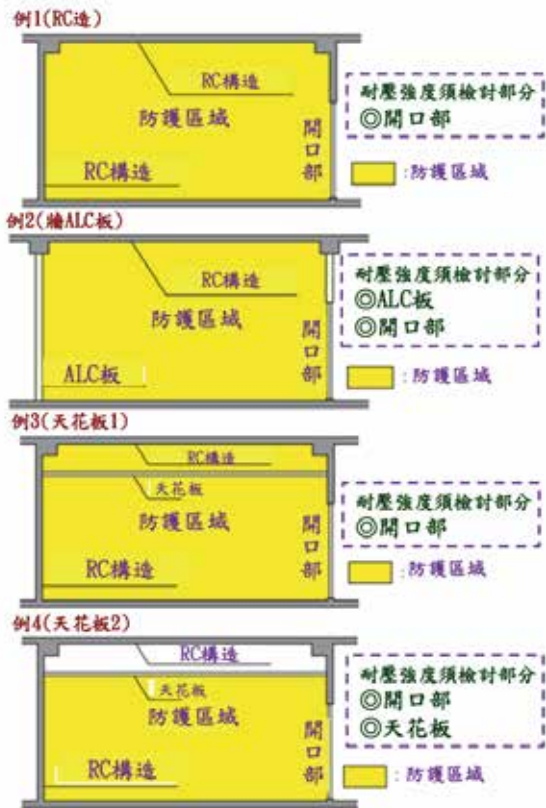 例1(RC造)
RC構造
防護區域
RC構造
開口部
耐壓強度須檢討部分
◎開口部
:防護區域
例2(牆ALC板)
RC構造
防護區域
ALC板
開口部
耐壓強度須檢討部分
◎ALC板
◎開口部
:防護區域
例3(天花板1)
RC構造
天花板
防護區域
RC構造
開口部
耐壓強度須檢討部分
◎開口部
:防護區域
例4(天花板2)
RC構造
天花板
防護區域
RC構造
開口部
耐壓強度須檢討部分
◎開口部
◎天花板
:防護區域